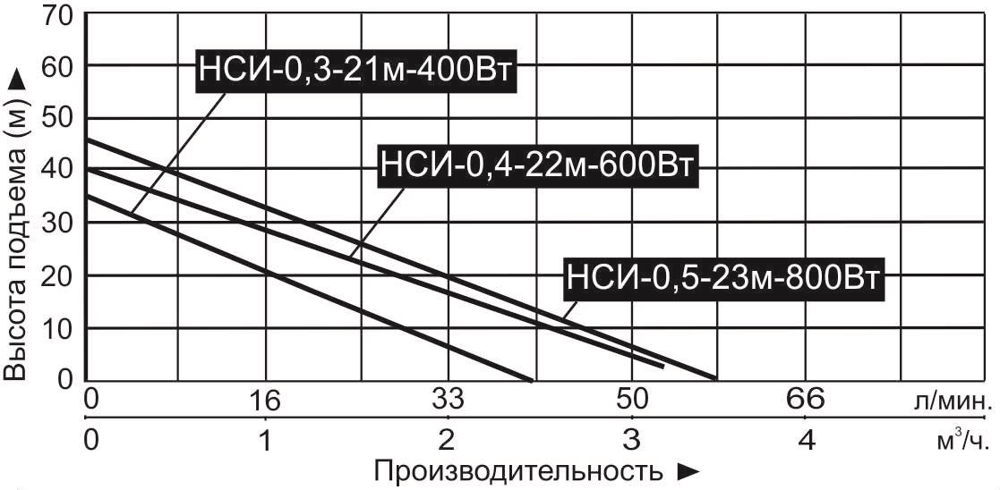 70
60
50
40
30
20
10
0
Высота подъема (м)
НСИ-0,3-21м-400Вт
НСИ-0,4-22м-600Вт
НСИ-0,5-23м-800Вт
0 16 33 50 66 л/мин.
0 1 2 3 4 м³/ч.
Производительность